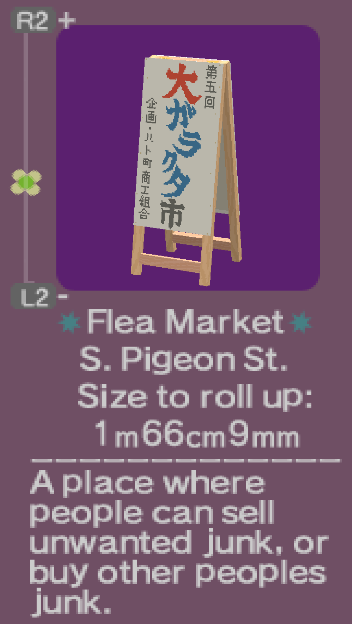 R2 +
第五回
大ガラクタ市
企画・ハト町商工組合
L2 -
Flea Market
S. Pigeon St.
Size to roll up:
1m66cm9mm
A place where
people can sell
unwanted junk, or
buy other peoples
junk.